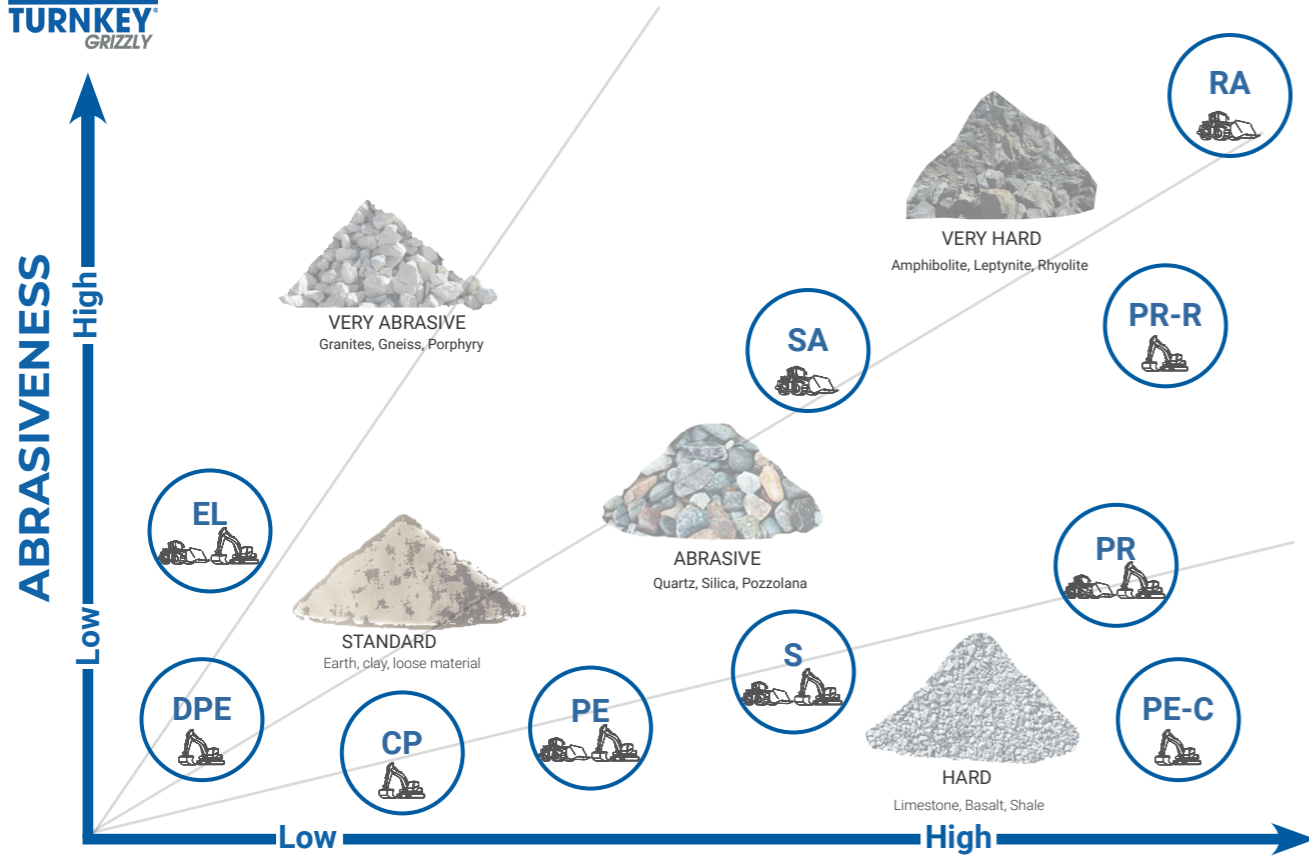 TURNKEY®
GRIZZLY
RA
VERY HARD
Amphibolite, Leptynite, Rhyolite
ABRASIVENESS
High
VERY ABRASIVE
Granites, Gneiss, Porphyry
SA
PR-R
EL
ABRASIVE
Quartz, Silica, Pozzolana
PR
Low
STANDARD
Earth, clay, loose material
S
DPE
CP
PE
PE-C
HARD
Limestone, Basalt, Shale
Low
High